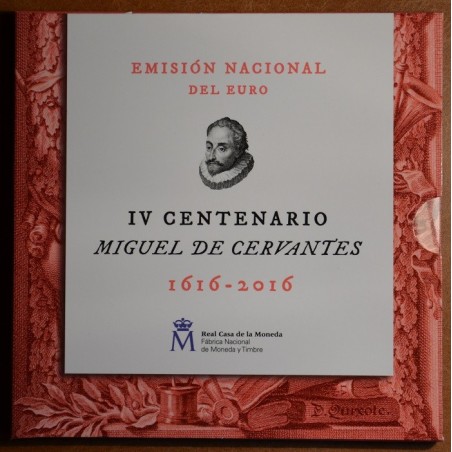 EMISIÓN NACIONAL
DEL EURO
IV CENTENARIO
MIGUEL DE CERVANTES
1616-2016
M
Real Casa de la Moneda
Fábrica Nacional
de Moneda y Timbre
D. Quixote.